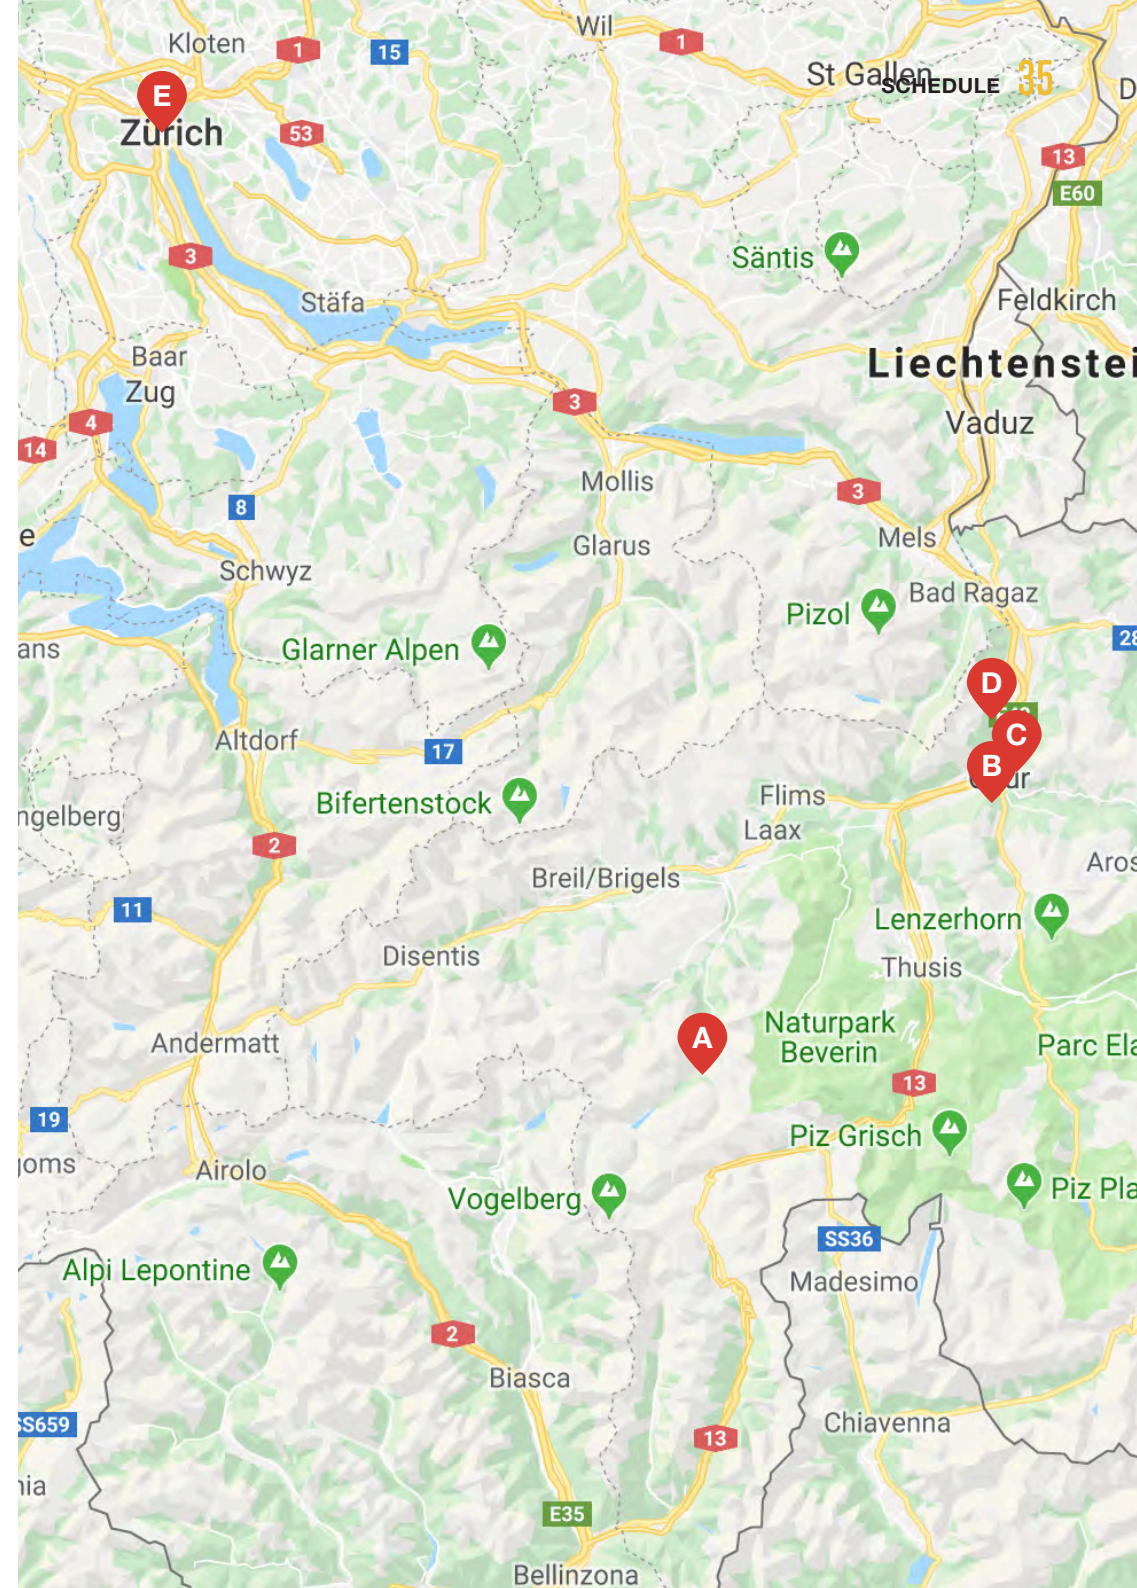 Kloten
1
15
Wil
1
St Gallen
SCHEDULE 35
D
E
Zürich
53
13
E60
3
Säntis
Stäfa
Feldkirch
Baar
Zug
Liechtenstei
3
Vaduz
4
14
Mollis
3
8
e
Glarus
Mels
Schwyz
Bad Ragaz
Pizol
28
ans
Glarner Alpen
D
C
Altdorf
17
B
ur
Flims
Bifertenstock
ngelberg
Laax
2
Aros
Breil/Brigels
11
Lenzerhorn
Disentis
Thusis
Naturpark
Beverin
A
Andermatt
Parc Ela
13
19
Piz Grisch
goms
Airolo
Vogelberg
Piz Pla
SS36
Alpi Lepontine
Madesimo
2
Biasca
SS659
Chiavenna
13
nia
E35
Bellinzona